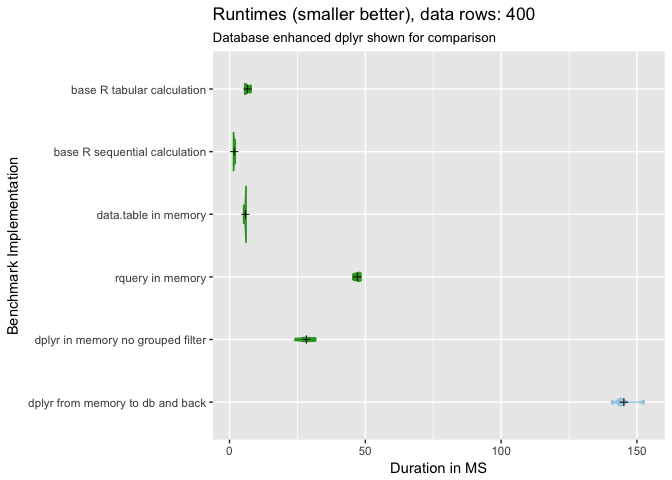 Runtimes (smaller better), data rows: 400
Database enhanced dplyr shown for comparison
Benchmark Implementation
base R tabular calculation
base R sequential calculation
data.table in memory
rquery in memory
dplyr in memory no grouped filter
dplyr from memory to db and back
0 50 100 150
Duration in MS